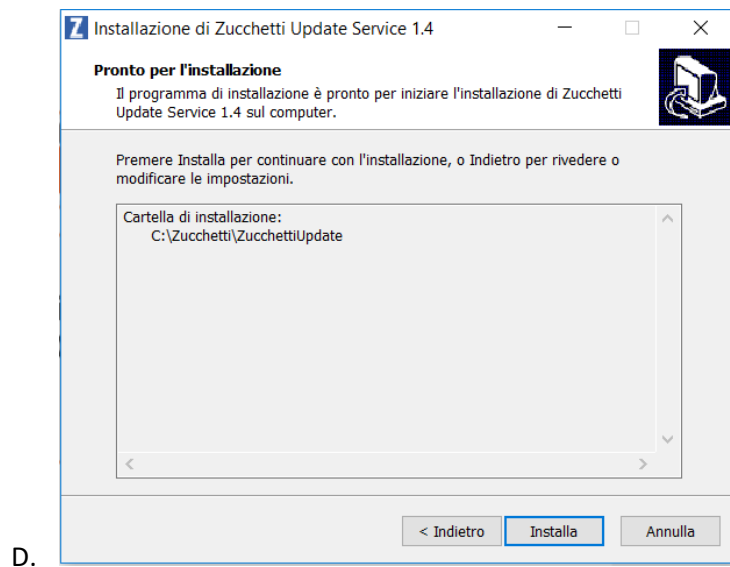 Z Installazione di Zucchetti Update Service 1.4
Pronto per l'installazione
Il programma di installazione è pronto per iniziare l'installazione di Zucchetti
Update Service 1.4 sul computer.
Premere Installa per continuare con l'installazione, o Indietro per rivedere o
modificare le impostazioni.
Cartella di installazione:
C:\Zucchetti\ZucchettiUpdate
< Indietro Installa Annulla
D.